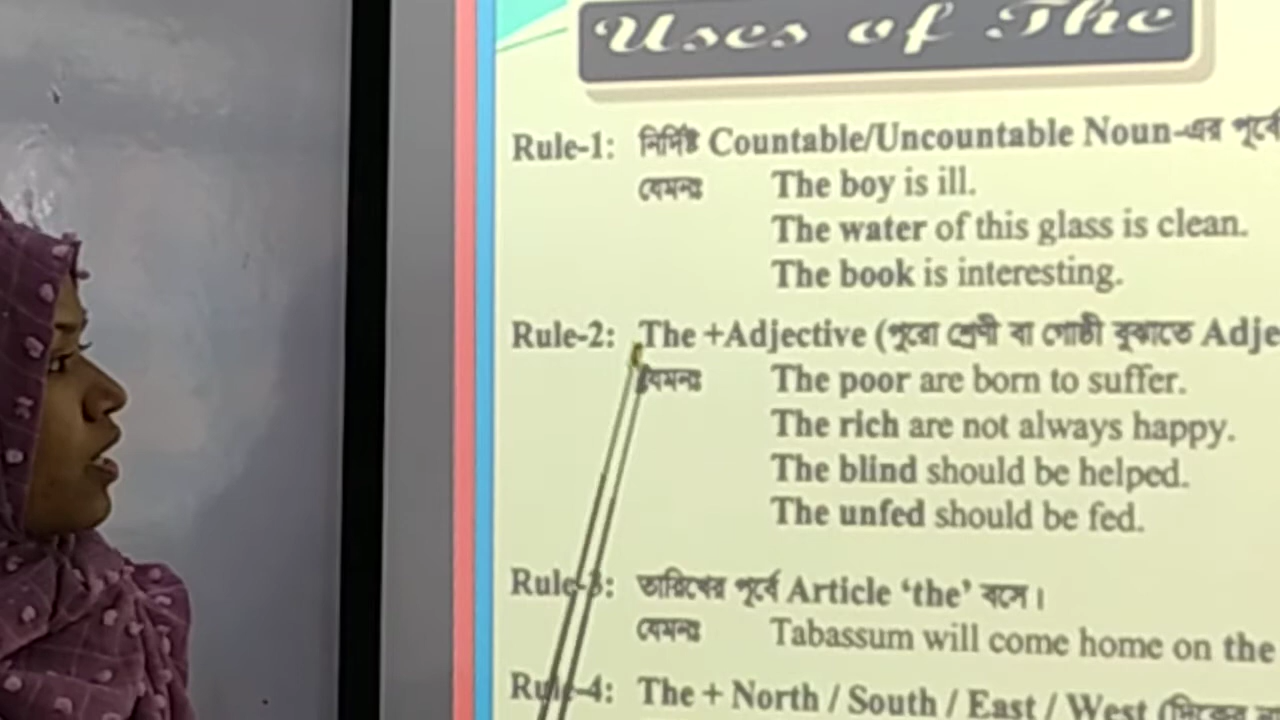 Uses of The
Rule-1: নির্দিষ্ট Countable/Uncountable Noun-এর পূর্বে
যেমনঃ The boy is ill.
The water of this glass is clean.
The book is interesting.
Rule-2: The +Adjective (পুরো শ্রেণী বা গোষ্ঠী বুঝাতে Adje
যেমনঃ The poor are born to suffer.
The rich are not always happy.
The blind should be helped.
The unfed should be fed.
Rule-3: তারিখের পূর্বে Article ‘the’ বসে।
যেমনঃ Tabassum will come home on the
Rule-4: The + North / South / East / West